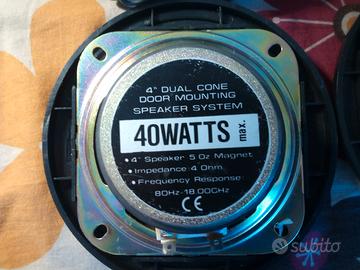 4" DUAL CONE
DOOR MOUNTING
SPEAKER SYSTEM
40WATTS max.
• 4" Speaker 5 Oz Magnet
• Impedance 4 Ohm
• Frequency Response
80Hz-18.000Hz
CE
subito